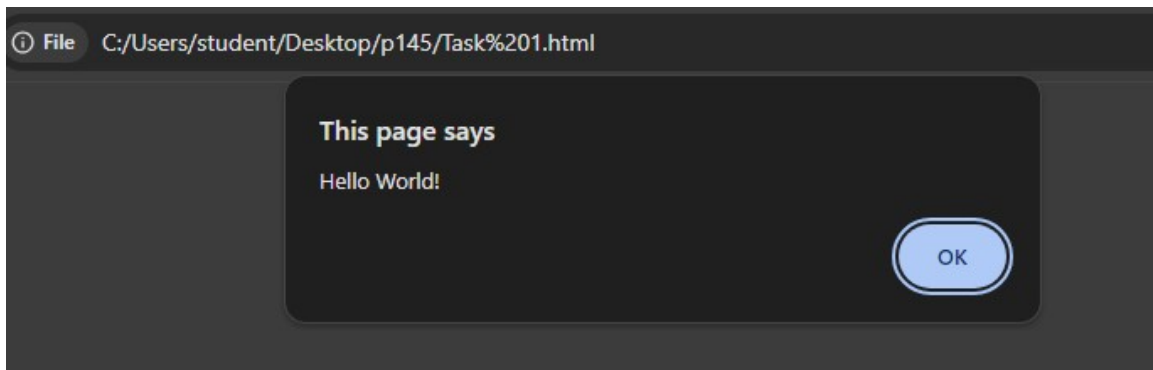 File C:/Users/student/Desktop/p145/Task%201.html
This page says
Hello World!
OK